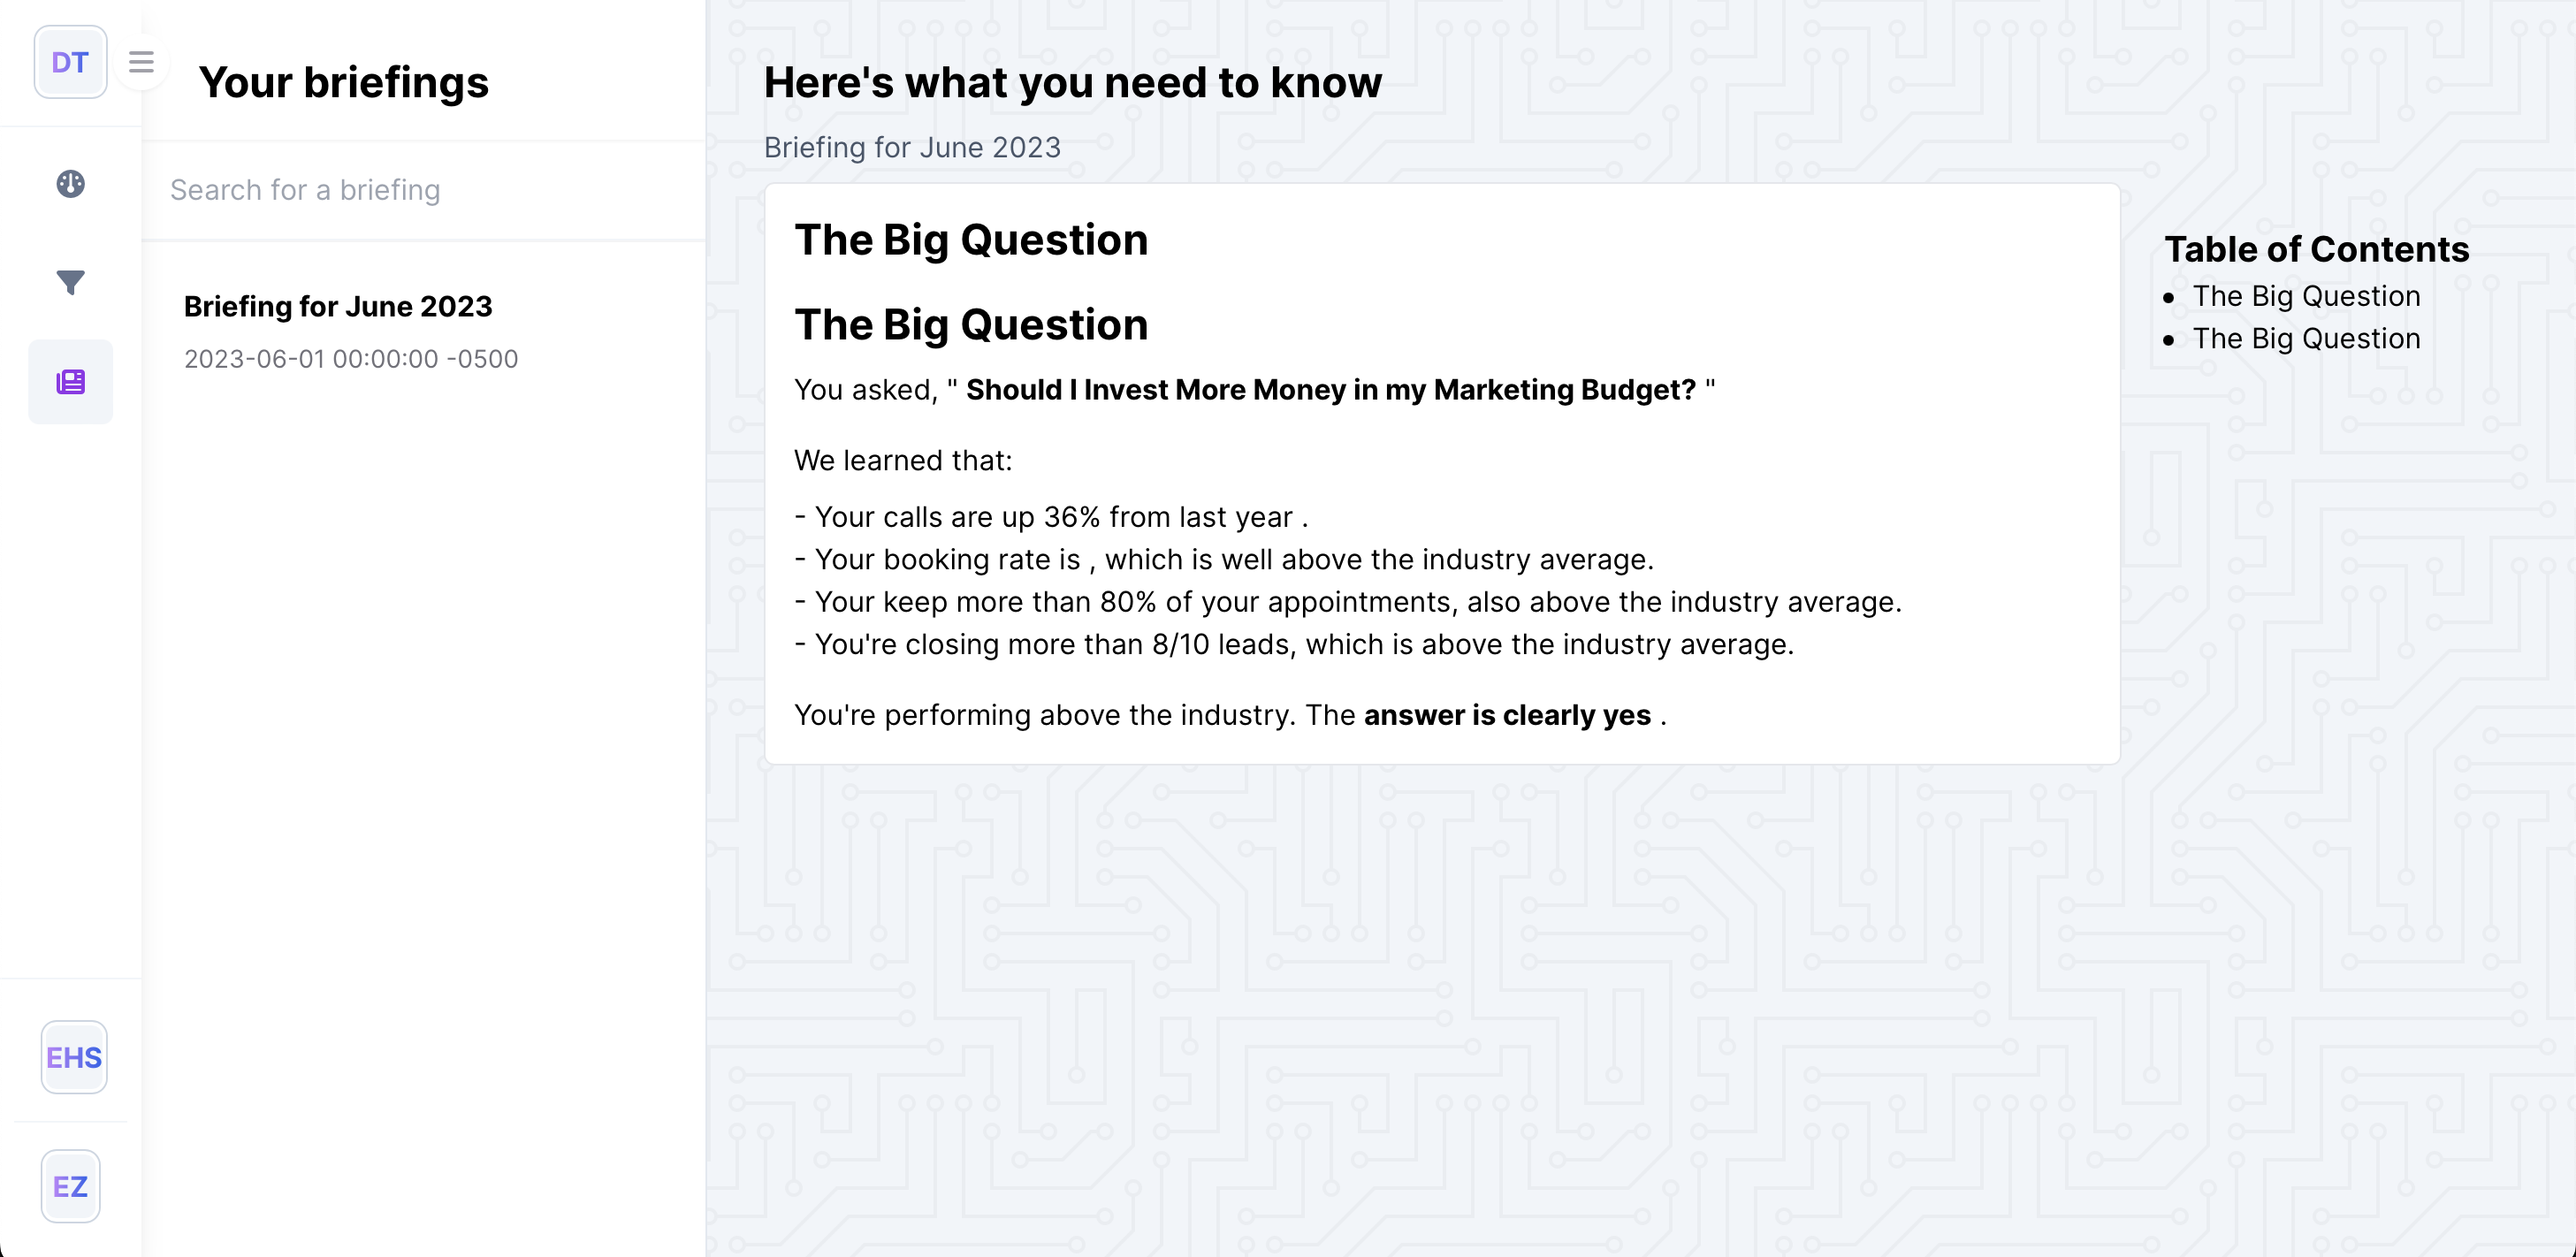 DT
Your briefings
Search for a briefing
Briefing for June 2023
2023-06-01 00:00:00 -0500
EHS
EZ
Here's what you need to know
Briefing for June 2023
The Big Question
The Big Question
You asked, " Should I Invest More Money in my Marketing Budget? "
We learned that:
- Your calls are up 36% from last year .
- Your booking rate is , which is well above the industry average.
- Your keep more than 80% of your appointments, also above the industry average.
- You're closing more than 8/10 leads, which is above the industry average.
You're performing above the industry. The answer is clearly yes .
Table of Contents
• The Big Question
• The Big Question